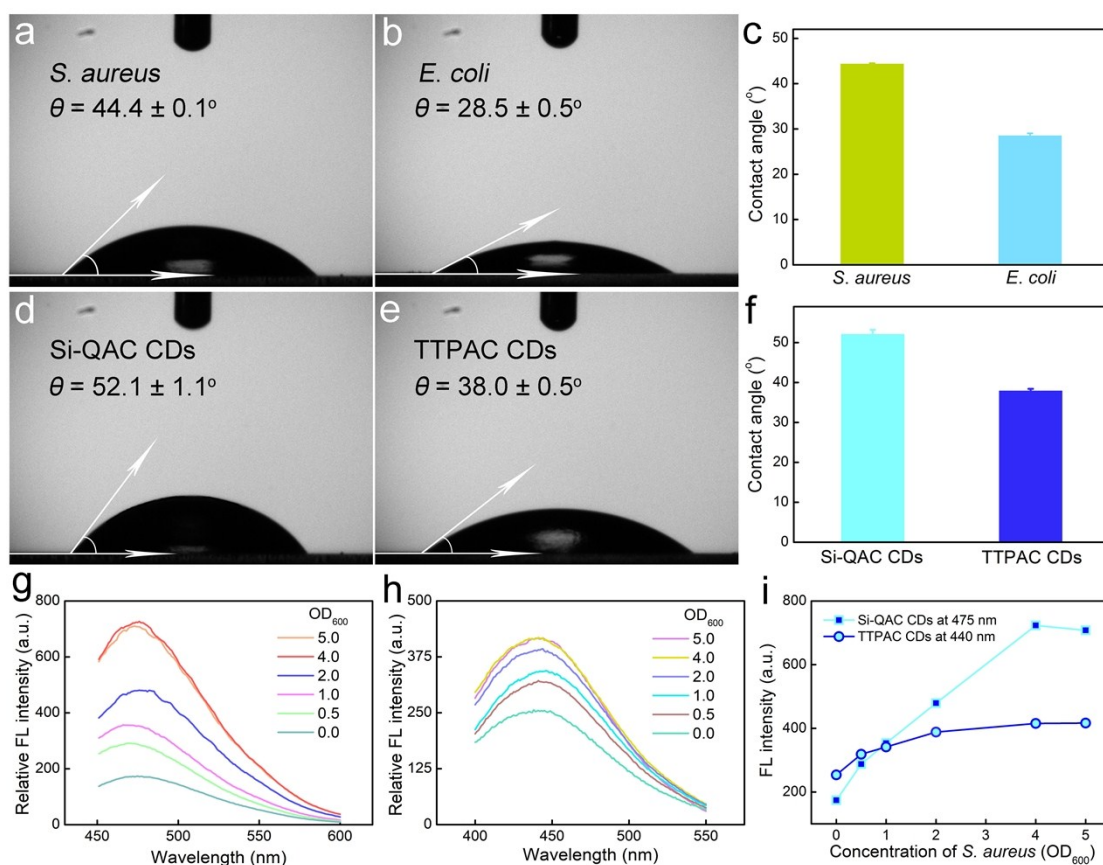 a
S. aureus
θ = 44.4 ± 0.1°
b
E. coli
θ = 28.5 ± 0.5°
c
50
40
30
20
10
0
Contact angle (°)
S. aureus
E. coli
d
Si-QAC CDs
θ = 52.1 ± 1.1°
e
TTPAC CDs
θ = 38.0 ± 0.5°
f
50
40
30
20
10
0
Contact angle (°)
Si-QAC CDs
TTPAC CDs
g
800
600
400
200
0
Relative FL intensity (a.u.)
OD600
5.0
4.0
2.0
1.0
0.5
0.0
450 500 550 600
Wavelength (nm)
h
500
375
250
125
0
Relative FL intensity (a.u.)
OD600
5.0
4.0
2.0
1.0
0.5
0.0
400 450 500 550
Wavelength (nm)
i
800
600
400
200
FL intensity (a.u.)
Si-QAC CDs at 475 nm
TTPAC CDs at 440 nm
0 1 2 3 4 5
Concentration of S. aureus (OD600)